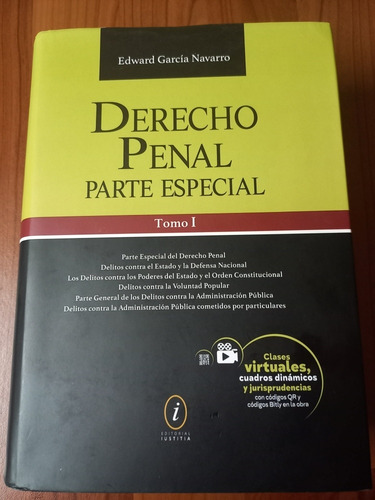 Edward García Navarro
DERECHO
PENAL
PARTE ESPECIAL
Tomo I
Parte Especial del Derecho Penal
Delitos contra el Estado y la Defensa Nacional
Los Delitos contra los Poderes del Estado y el Orden Constitucional
Delitos contra la Voluntad Popular
Parte General de los Delitos contra la Administración Pública
Delitos contra la Administración Pública cometidos por particulares
Clases
virtuales,
cuadros dinámicos
y jurisprudencias
con códigos QR y
códigos Bitly en la obra
i
EDITORIAL
IUSTITIA